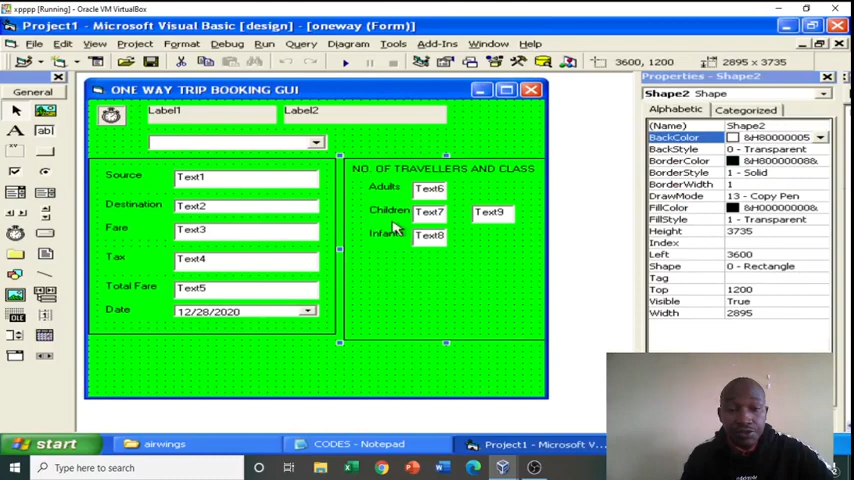 xpppp [Running] - Oracle VM VirtualBox
Project1 - Microsoft Visual Basic [design] - [oneway (Form)]
File Edit View Project Format Debug Run Query Diagram Tools Add-Ins Window Help
3600, 1200 2895 x 3735
General
ONE WAY TRIP BOOKING GUI
Label1 Label2
Source Text1
Destination Text2
Fare Text3
Tax Text4
Total Fare Text5
Date 12/28/2020
NO. OF TRAVELLERS AND CLASS
Adults Text6
Children Text7 Text9
Infants Text8
Properties - Shape2
Shape2 Shape
Alphabetic Categorized
(Name) Shape2
BackColor &H80000005
BackStyle 0 - Transparent
BorderColor &H80000008&
BorderStyle 1 - Solid
BorderWidth 1
DrawMode 13 - Copy Pen
FillColor &H00000000&
FillStyle 1 - Transparent
Height 3735
Index
Left 3600
Shape 0 - Rectangle
Tag
Top 1200
Visible True
Width 2895
start airwings CODES - Notepad Project1 - Microsoft V...
Type here to search